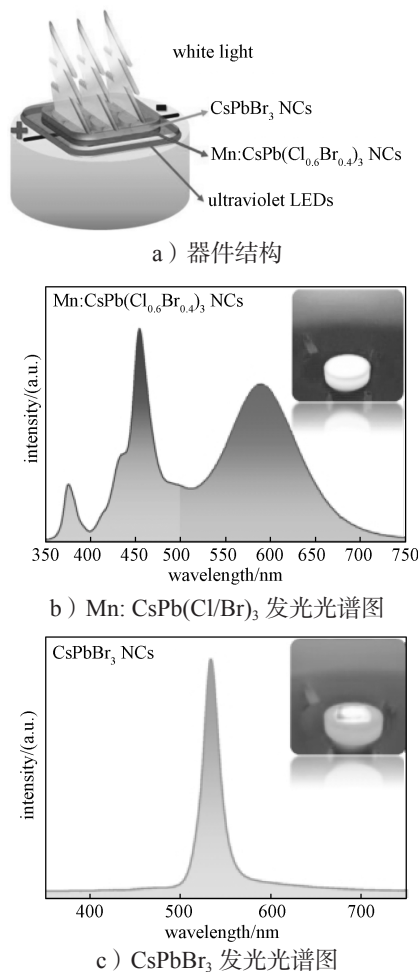 white light
CsPbBr₃ NCs
Mn:CsPb(Cl₀.₆Br₀.₄)₃ NCs
ultraviolet LEDs
a）器件结构
Mn:CsPb(Cl₀.₆Br₀.₄)₃ NCs
intensity/(a.u.)
350 400 450 500 550 600 650 700 750
wavelength/nm
b）Mn: CsPb(Cl/Br)₃ 发光光谱图
CsPbBr₃ NCs
intensity/(a.u.)
400 500 600 700
wavelength/nm
c）CsPbBr₃ 发光光谱图